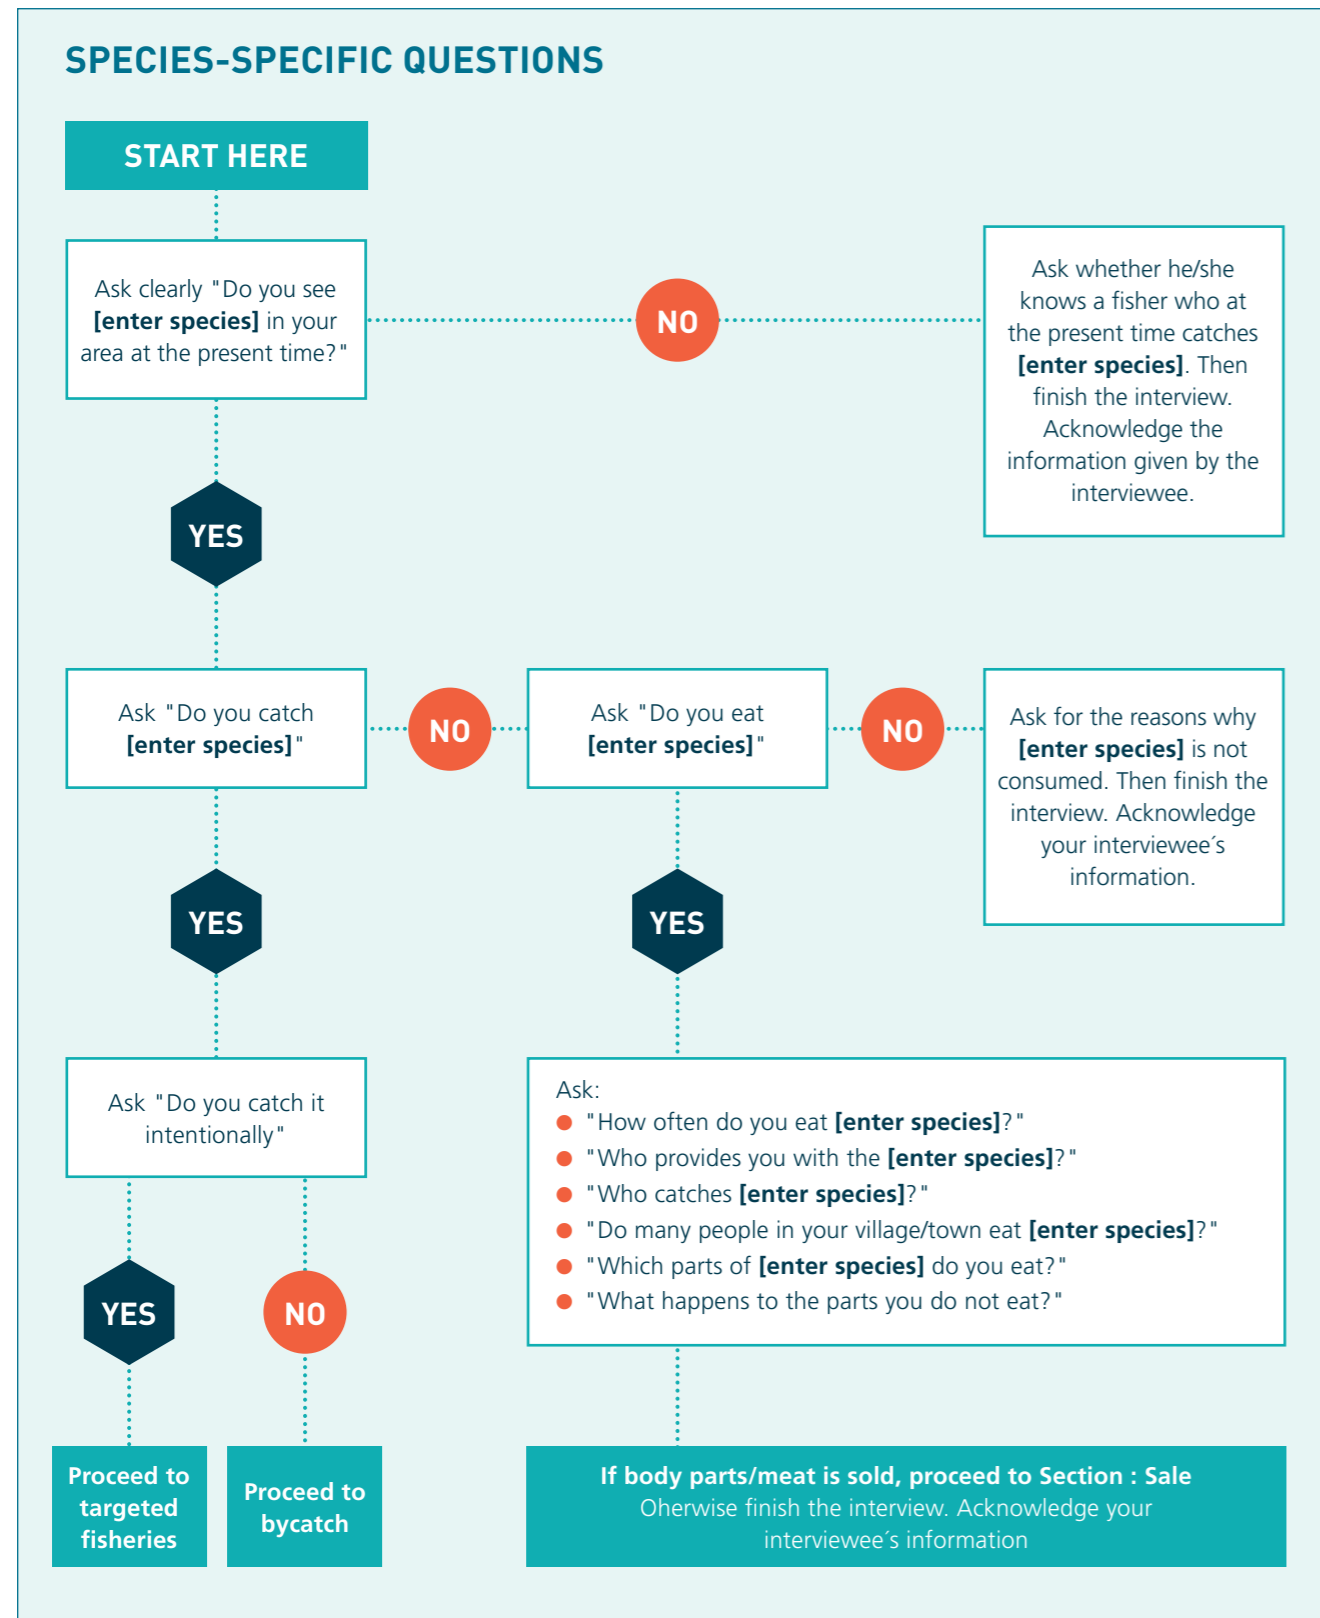 SPECIES-SPECIFIC QUESTIONS
START HERE
Ask clearly "Do you see
[enter species] in your
area at the present time?"
NO
Ask whether he/she
knows a fisher who at
the present time catches
[enter species]. Then
finish the interview.
Acknowledge the
information given by the
interviewee.
YES
Ask "Do you catch
[enter species]"
NO
Ask "Do you eat
[enter species]"
NO
Ask for the reasons why
[enter species] is not
consumed. Then finish the
interview. Acknowledge
your interviewee´s
information.
YES
YES
Ask "Do you catch it
intentionally"
Ask:
● "How often do you eat [enter species]?"
● "Who provides you with the [enter species]?"
● "Who catches [enter species]?"
● "Do many people in your village/town eat [enter species]?"
● "Which parts of [enter species] do you eat?"
● "What happens to the parts you do not eat?"
YES
NO
Proceed to
targeted
fisheries
Proceed to
bycatch
If body parts/meat is sold, proceed to Section : Sale
Oherwise finish the interview. Acknowledge your
interviewee´s information